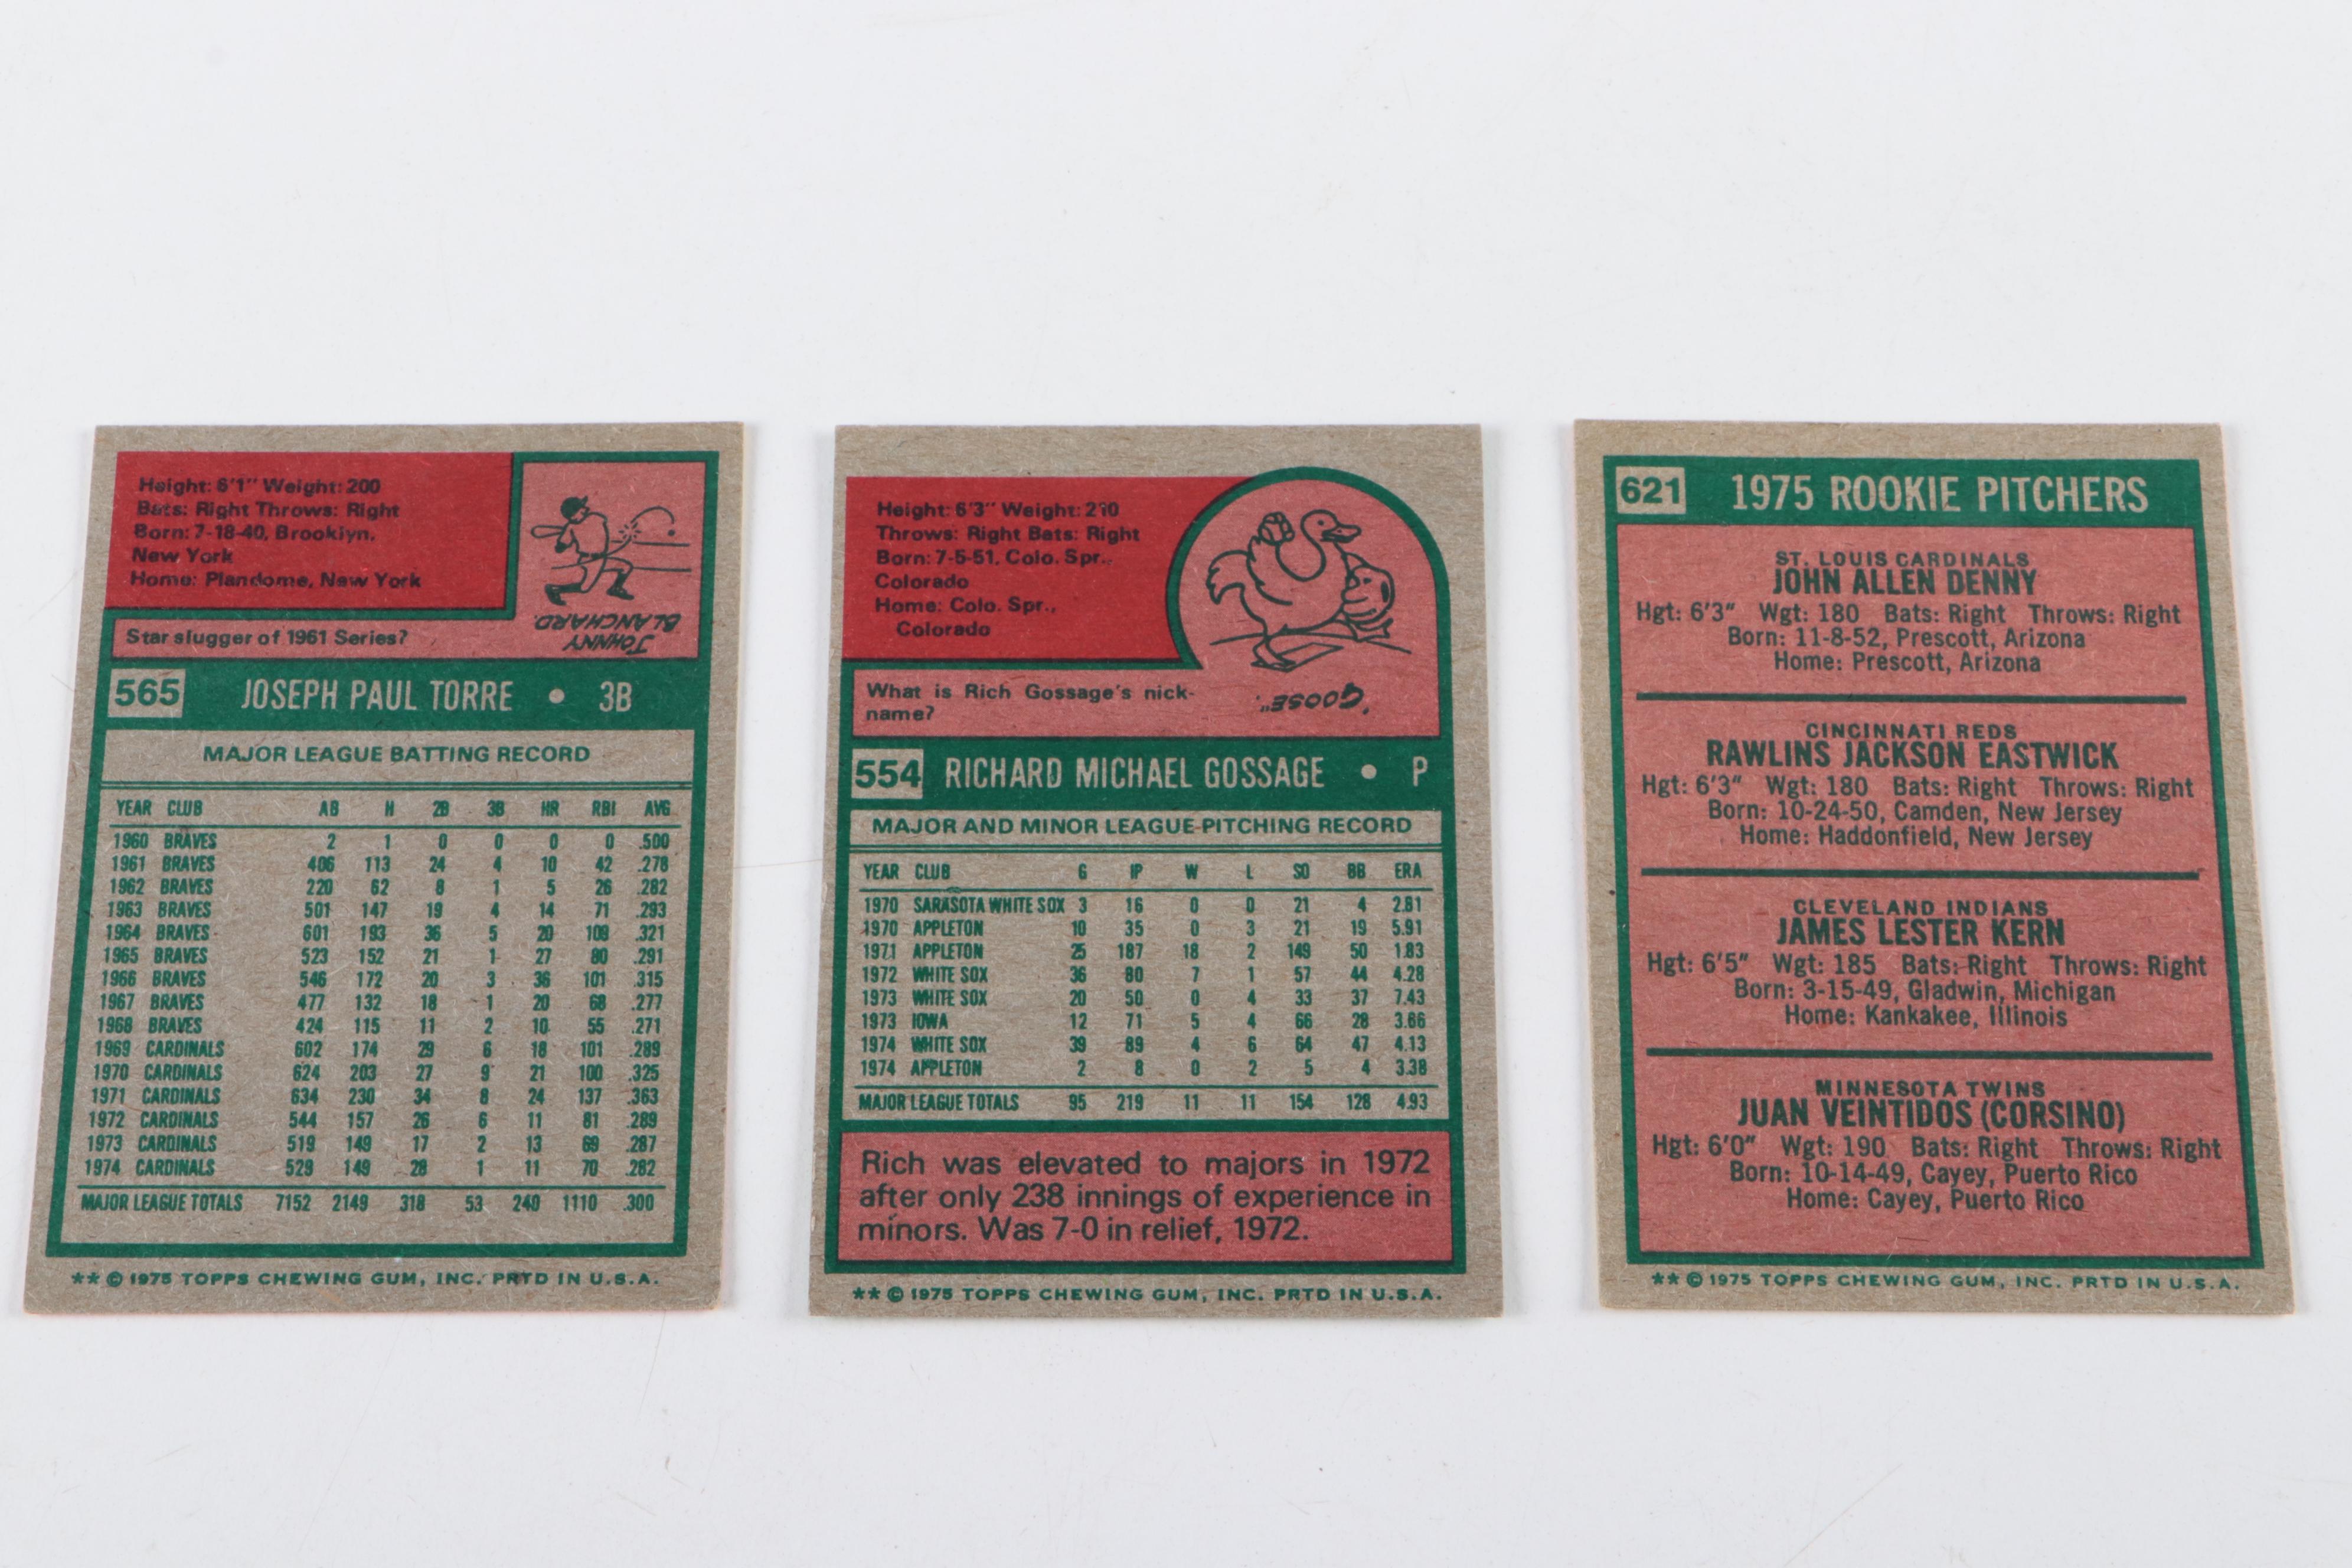 Height: 6'1" Weight: 200
Bats: Right Throws: Right
Born: 7-18-40, Brooklyn,
New York
Home: Plandome, New York
Star slugger of 1961 Series?
JOHNNY
BLANCHARD.
565 JOSEPH PAUL TORRE • 3B
MAJOR LEAGUE BATTING RECORD
YEAR CLUB AB H 2B 3B HR RBI AVG
1960 BRAVES 2 1 0 0 0 0 .500
1961 BRAVES 406 113 24 4 10 42 .278
1962 BRAVES 220 62 8 1 5 26 .282
1963 BRAVES 501 147 19 4 14 71 .293
1964 BRAVES 601 193 36 5 20 109 .321
1965 BRAVES 523 152 21 1 27 80 .291
1966 BRAVES 546 172 20 3 36 101 .315
1967 BRAVES 477 132 18 1 20 68 .277
1968 BRAVES 424 115 11 2 10 55 .271
1969 CARDINALS 602 174 29 6 18 101 .289
1970 CARDINALS 624 203 27 9 21 100 .325
1971 CARDINALS 634 230 34 8 24 137 .363
1972 CARDINALS 544 157 26 6 11 81 .289
1973 CARDINALS 519 149 17 2 13 69 .287
1974 CARDINALS 529 149 28 1 11 70 .282
MAJOR LEAGUE TOTALS 7152 2149 318 53 240 1110 .300
** © 1975 TOPPS CHEWING GUM, INC. PRTD IN U.S.A.
Height: 6'3" Weight:
Throws: Right Bats: Right
Born: 7-5-51, Colo. Spr.,
Colorado
Home: Colo. Spr.,
Colorado
What is Rich Gossage's nick-
name?
"GOOSE".
554 RICHARD MICHAEL GOSSAGE • P
MAJOR AND MINOR LEAGUE PITCHING RECORD
YEAR CLUB G IP W L SO BB ERA
1970 SARASOTA WHITE SOX 3 16 0 0 21 4 2.81
1970 APPLETON 10 35 0 3 21 19 5.91
1971 APPLETON 25 187 18 2 149 50 1.83
1972 WHITE SOX 36 80 7 1 57 44 4.28
1973 WHITE SOX 20 50 0 4 33 37 7.43
1973 IOWA 12 71 5 4 66 28 3.66
1974 WHITE SOX 39 89 4 6 64 47 4.13
1974 APPLETON 2 8 0 2 5 4 3.38
MAJOR LEAGUE TOTALS 95 219 11 11 154 128 4.93
Rich was elevated to majors in 1972
after only 238 innings of experience in
minors. Was 7-0 in relief, 1972.
** © 1975 TOPPS CHEWING GUM, INC. PRTD IN U.S.A.
621 1975 ROOKIE PITCHERS
ST. LOUIS CARDINALS
JOHN ALLEN DENNY
Hgt: 6'3" Wgt: 180 Bats: Right Throws: Right
Born: 11-8-52, Prescott, Arizona
Home: Prescott, Arizona
CINCINNATI REDS
RAWLINS JACKSON EASTWICK
Hgt: 6'3" Wgt: 180 Bats: Right Throws: Right
Born: 10-24-50, Camden, New Jersey
Home: Haddonfield, New Jersey
CLEVELAND INDIANS
JAMES LESTER KERN
Hgt: 6'5" Wgt: 185 Bats: Right Throws: Right
Born: 3-15-49, Gladwin, Michigan
Home: Kankakee, Illinois
MINNESOTA TWINS
JUAN VEINTIDOS (CORSINO)
Hgt: 6'0" Wgt: 190 Bats: Right Throws: Right
Born: 10-14-49, Cayey, Puerto Rico
Home: Cayey, Puerto Rico
** © 1975 TOPPS CHEWING GUM, INC. PRTD IN U.S.A.